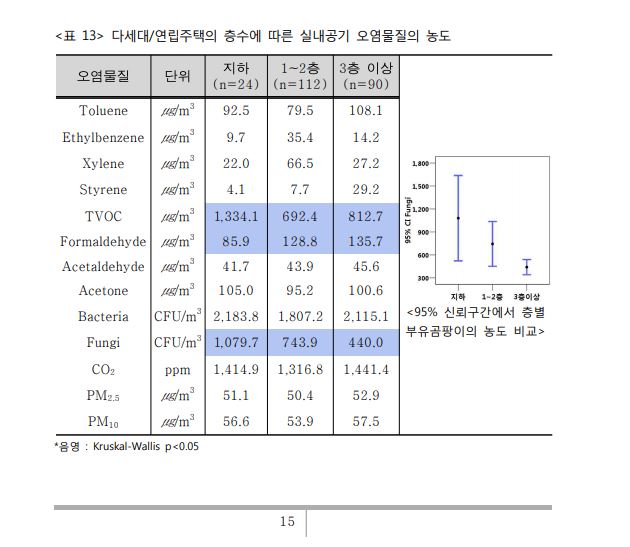 <표 13> 다세대/연립주택의 층수에 따른 실내공기 오염물질의 농도
오염물질 단위 지하 (n=24) 1~2층 (n=112) 3층 이상 (n=90)
Toluene ㎍/m³ 92.5 79.5 108.1
Ethylbenzene ㎍/m³ 9.7 35.4 14.2
Xylene ㎍/m³ 22.0 66.5 27.2
Styrene ㎍/m³ 4.1 7.7 29.2
TVOC ㎍/m³ 1,334.1 692.4 812.7
Formaldehyde ㎍/m³ 85.9 128.8 135.7
Acetaldehyde ㎍/m³ 41.7 43.9 45.6
Acetone ㎍/m³ 105.0 95.2 100.6
Bacteria CFU/m³ 2,183.8 1,807.2 2,115.1
Fungi CFU/m³ 1,079.7 743.9 440.0
CO₂ ppm 1,414.9 1,316.8 1,441.4
PM₂.₅ ㎍/m³ 51.1 50.4 52.9
PM₁₀ ㎍/m³ 56.6 53.9 57.5
95% CI Fungi
1,800
1,500
1,200
900
600
300
지하 1~2층 3층이상
<95% 신뢰구간에서 층별
부유곰팡이의 농도 비교>
*음영 : Kruskal-Wallis p<0.05
15